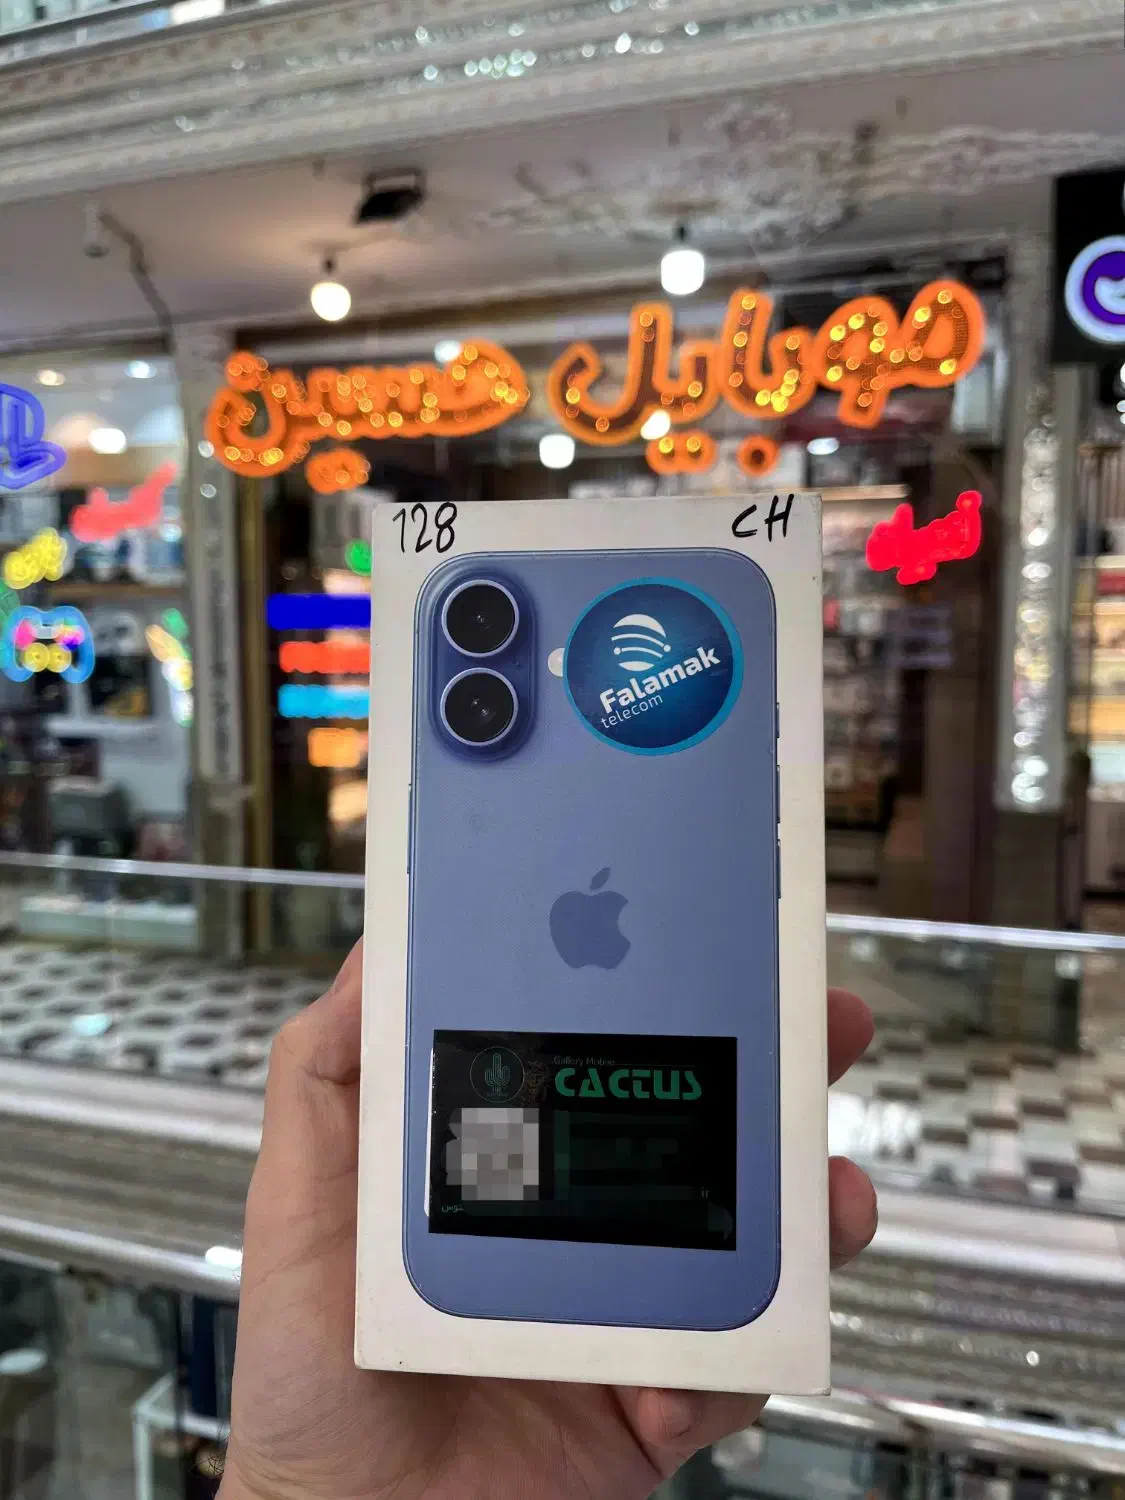 موبایل حسین
128
CH
Falamak
telecom
Gallery Mobile
CACTUS